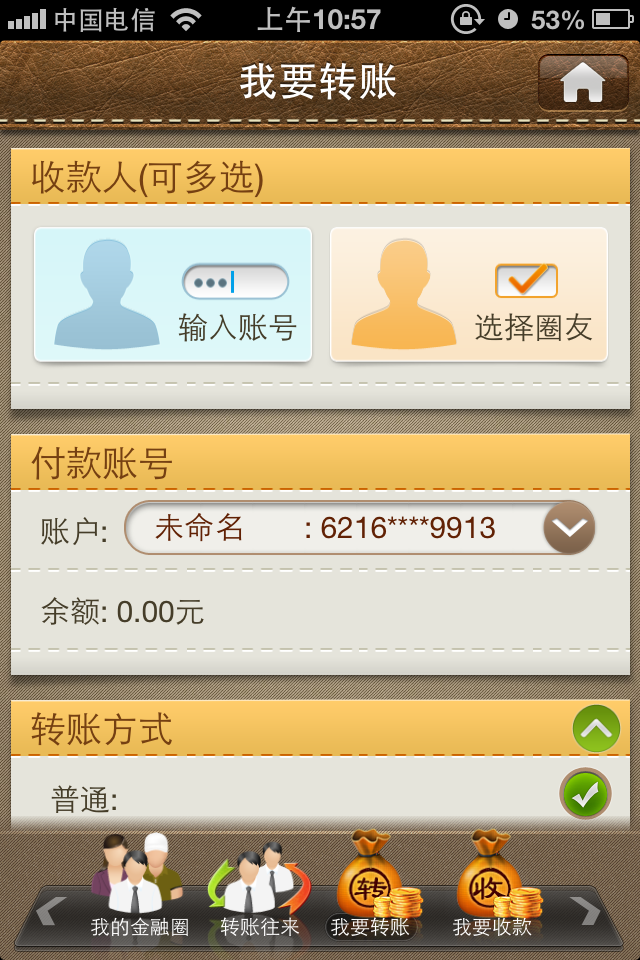 中国电信 上午10:57 53%
我要转账
收款人(可多选)
输入账号 选择圈友
付款账号
账户: 未命名 : 6216****9913
余额: 0.00元
转账方式
普通:
转 收
我的金融圈 转账往来 我要转账 我要收款